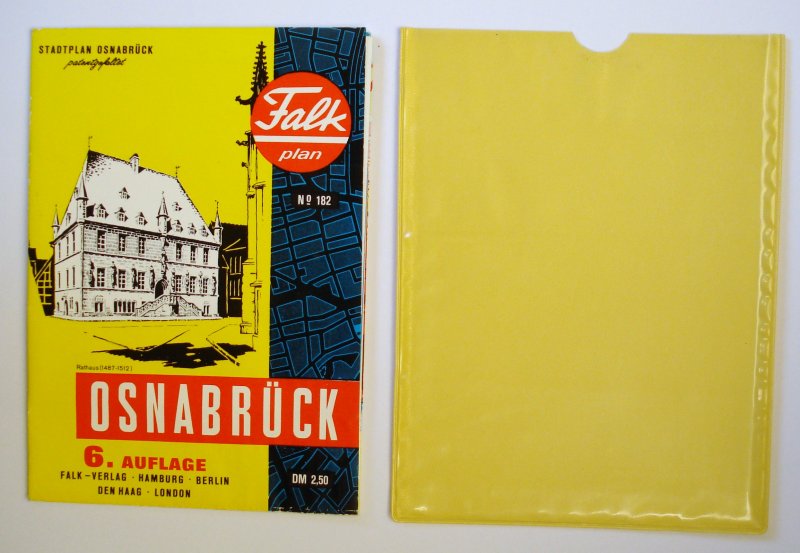 STADTPLAN OSNABRÜCK
patentgefaltet
Falk
plan
Nº 182
Rathaus (1487-1512)
OSNABRÜCK
6. AUFLAGE
FALK-VERLAG · HAMBURG · BERLIN
DEN HAAG · LONDON
DM 2,50